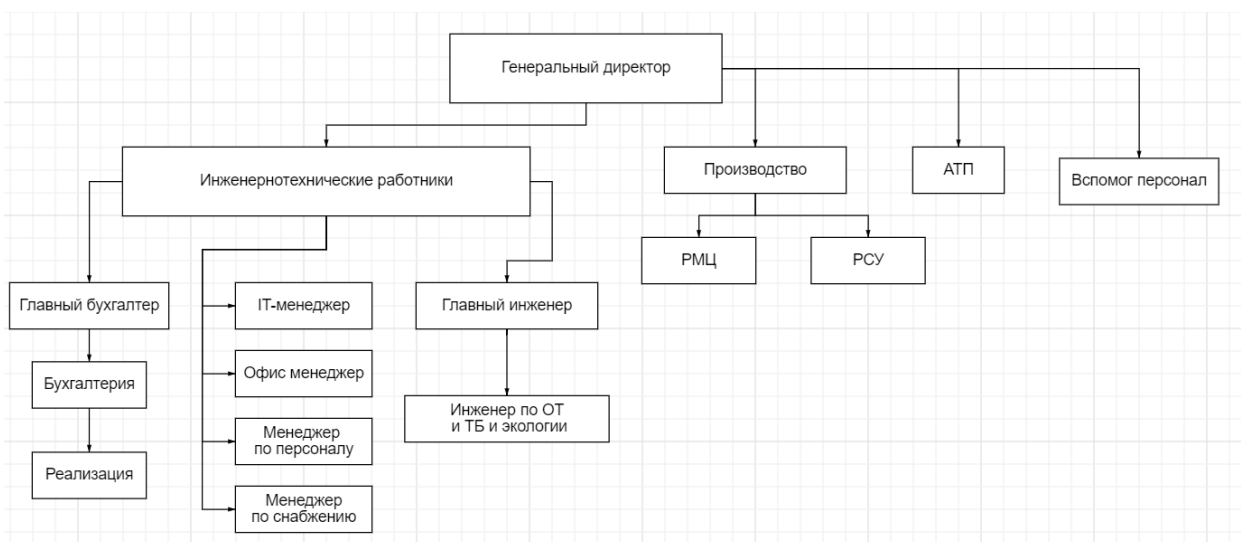 Генеральный директор
Инженернотехнические работники
Производство
АТП
Вспомог персонал
РМЦ
РСУ
Главный бухгалтер
IT-менеджер
Главный инженер
Бухгалтерия
Офис менеджер
Инженер по ОТ
и ТБ и экологии
Менеджер
по персоналу
Реализация
Менеджер
по снабжению